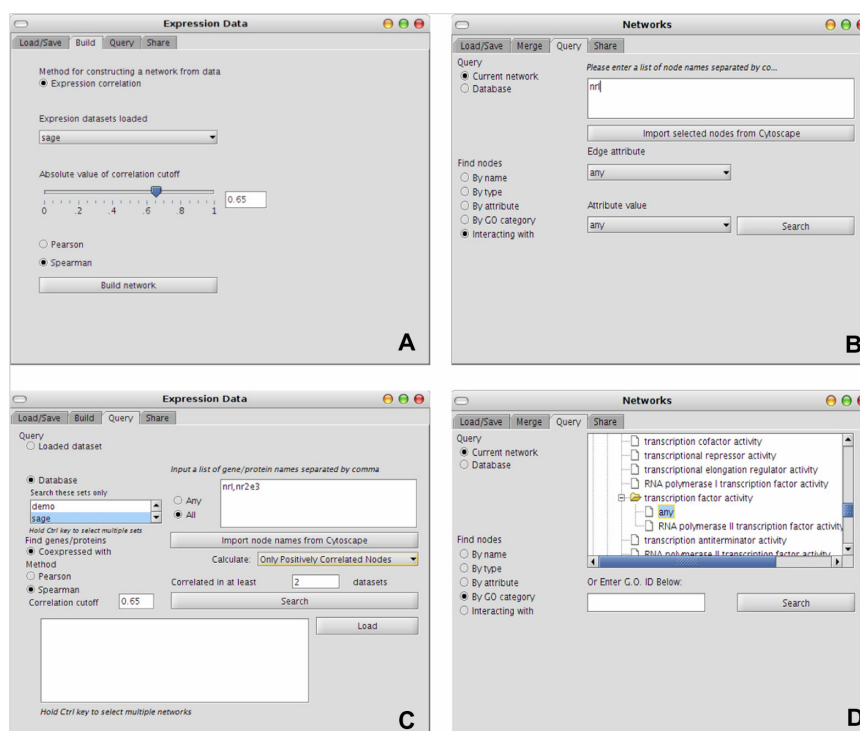 Expression Data
Load/Save Build Query Share
Method for constructing a network from data
Expression correlation
Expresion datasets loaded
sage
Absolute value of correlation cutoff
0.65
0 .2 .4 .6 .8 1
Pearson
Spearman
Build network
A
Networks
Load/Save Merge Query Share
Query
Current network
Database
Please enter a list of node names separated by co...
nrl
Import selected nodes from Cytoscape
Find nodes
By name
By type
By attribute
By GO category
Interacting with
Edge attribute
any
Attribute value
any
Search
B
Expression Data
Load/Save Build Query Share
Query
Loaded dataset
Database
Search these sets only
demo
sage
Hold Ctrl key to select multiple sets
Find genes/proteins
Coexpressed with
Method
Pearson
Spearman
Correlation cutoff 0.65
Input a list of gene/protein names separated by comma
Any
All
nrl,nr2e3
Import node names from Cytoscape
Calculate: Only Positively Correlated Nodes
Correlated in at least 2 datasets
Search
Load
Hold Ctrl key to select multiple networks
C
Networks
Load/Save Merge Query Share
Query
Current network
Database
Find nodes
By name
By type
By attribute
By GO category
Interacting with
transcription cofactor activity
transcriptional repressor activity
transcriptional elongation regulator activity
RNA polymerase I transcription factor activity
transcription factor activity
any
RNA polymerase II transcription factor activity
transcription antiterminator activity
RNA polymerase II transcription factor activity
Or Enter G.O. ID Below:
Search
D